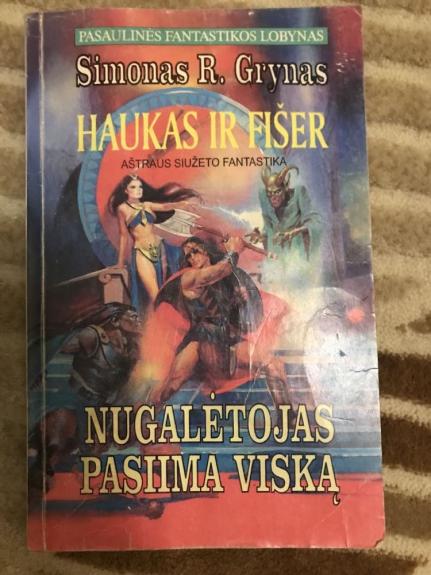 PASAULINĖS FANTASTIKOS LOBYNAS
Simonas R. Grynas
HAUKAS IR FIŠER
AŠTRAUS SIUŽETO FANTASTIKA
NUGALĖTOJAS
PASIIMA VISKĄ